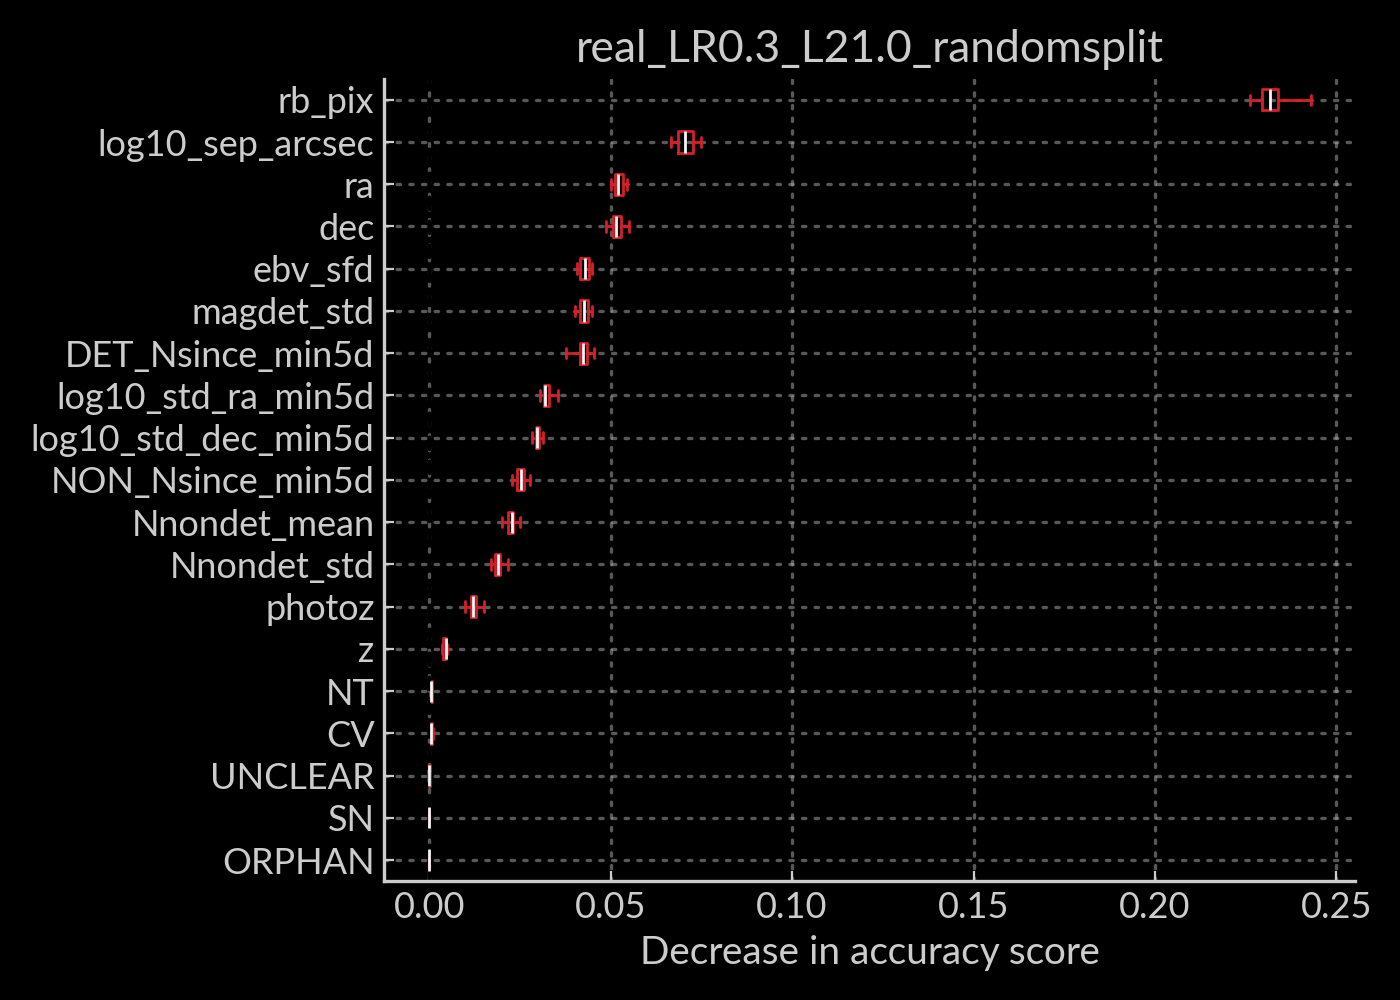 real_LR0.3_L21.0_randomsplit
rb_pix
log10_sep_arcsec
ra
dec
ebv_sfd
magdet_std
DET_Nsince_min5d
log10_std_ra_min5d
log10_std_dec_min5d
NON_Nsince_min5d
Nnondet_mean
Nnondet_std
photoz
z
NT
CV
UNCLEAR
SN
ORPHAN
0.00 0.05 0.10 0.15 0.20 0.25
Decrease in accuracy score